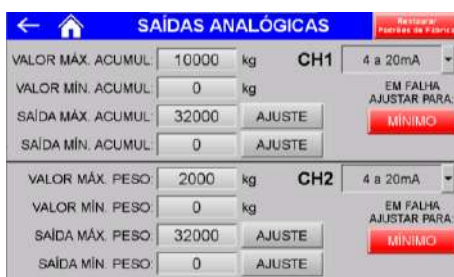 SAÍDAS ANALÓGICAS
Restaurar
Padrões de Fábrica
VALOR MÁX. ACUMUL: 10000 kg CH1 4 a 20mA
VALOR MÍN. ACUMUL: 0 kg
EM FALHA
AJUSTAR PARA:
SAÍDA MÁX. ACUMUL: 32000 AJUSTE MÍNIMO
SAÍDA MÍN. ACUMUL: 0 AJUSTE
VALOR MÁX. PESO: 2000 kg CH2 4 a 20mA
VALOR MÍN. PESO: 0 kg
EM FALHA
AJUSTAR PARA:
SAÍDA MÁX. PESO: 32000 AJUSTE MÍNIMO
SAÍDA MÍN. PESO: 0 AJUSTE